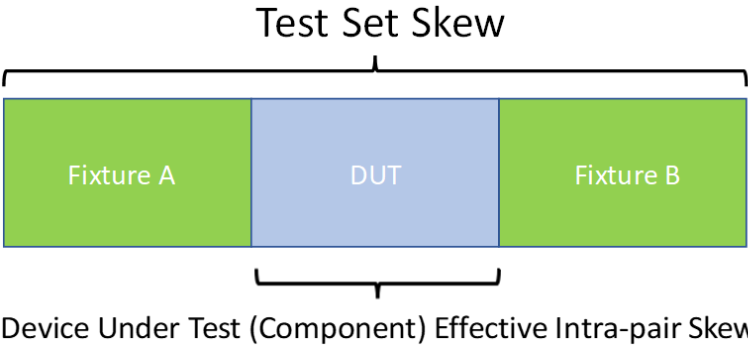 Test Set Skew
Fixture A
DUT
Fixture B
Device Under Test (Component) Effective Intra-pair Skew